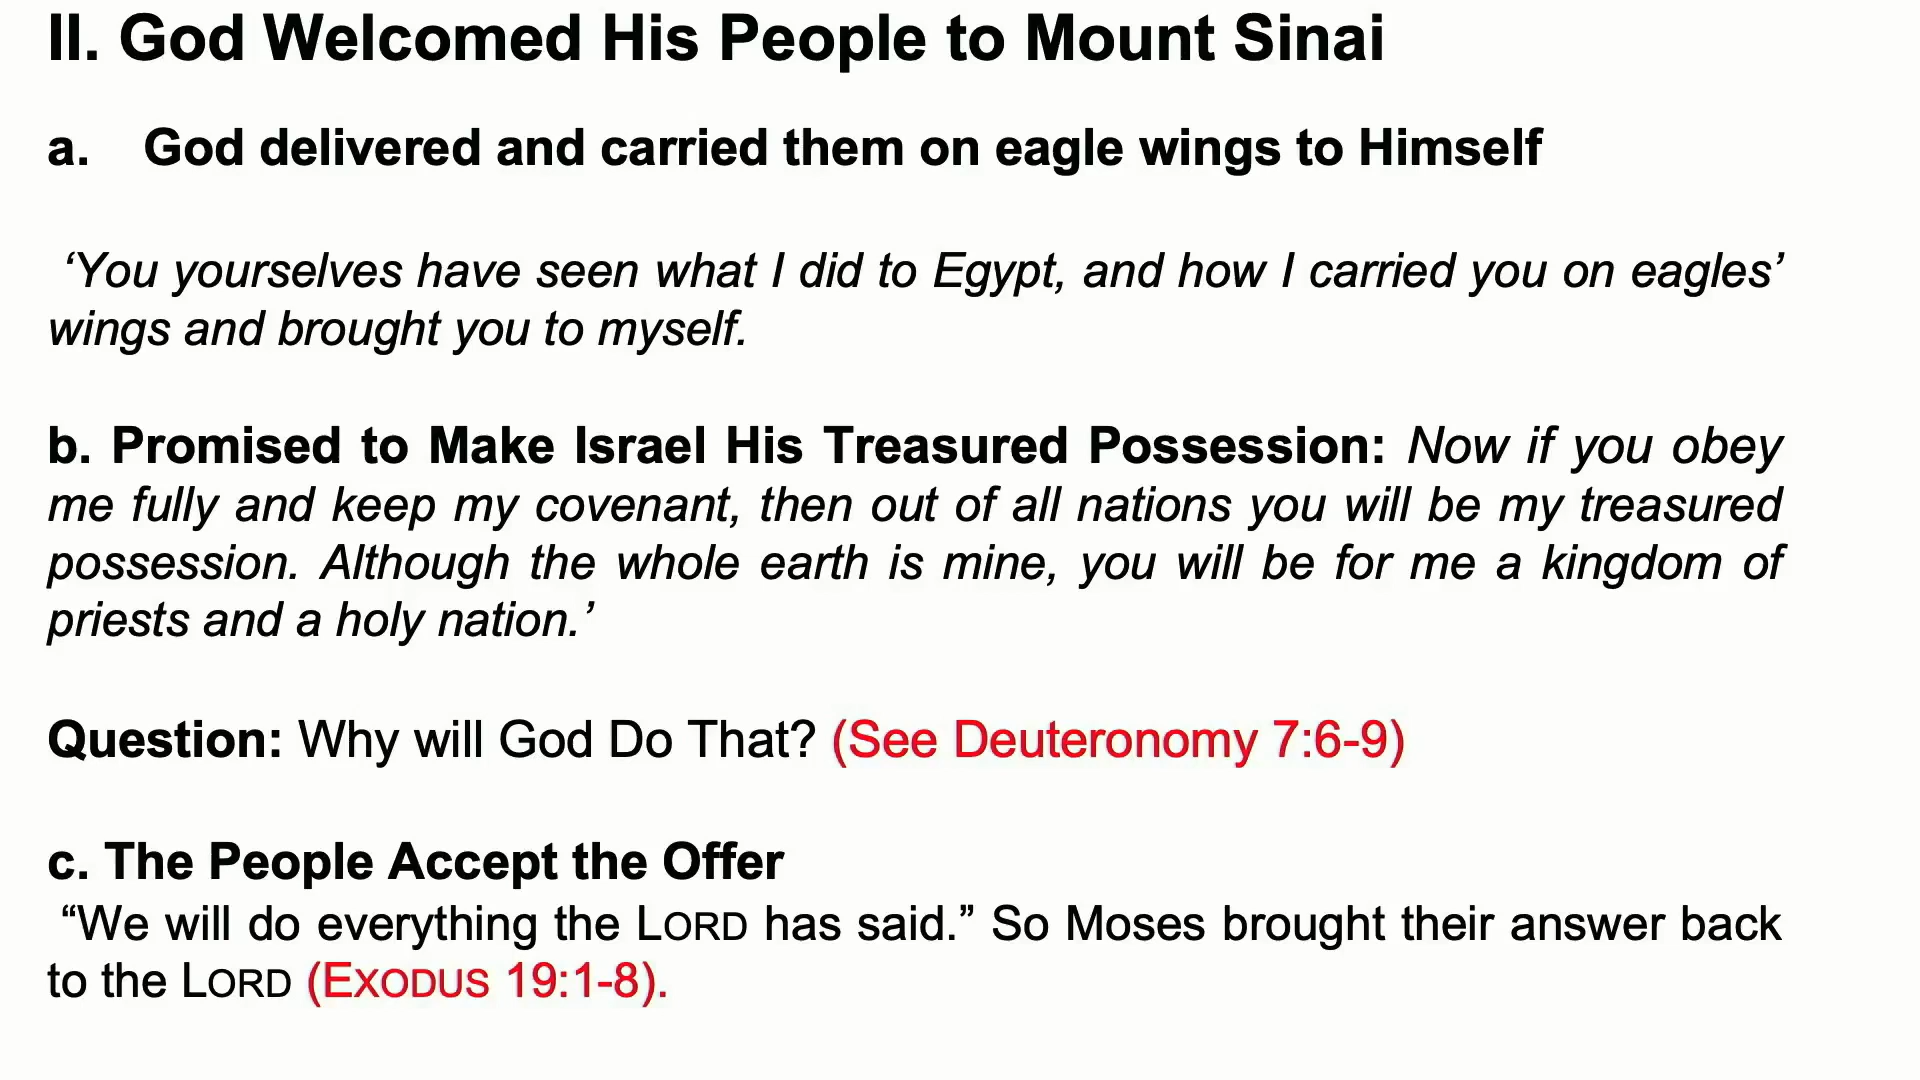 II. God Welcomed His People to Mount Sinai
a. God delivered and carried them on eagle wings to Himself
‘You yourselves have seen what I did to Egypt, and how I carried you on eagles’
wings and brought you to myself.
b. Promised to Make Israel His Treasured Possession: Now if you obey
me fully and keep my covenant, then out of all nations you will be my treasured
possession. Although the whole earth is mine, you will be for me a kingdom of
priests and a holy nation.’
Question: Why will God Do That? (See Deuteronomy 7:6-9)
c. The People Accept the Offer
“We will do everything the LORD has said.” So Moses brought their answer back
to the LORD (EXODUS 19:1-8).